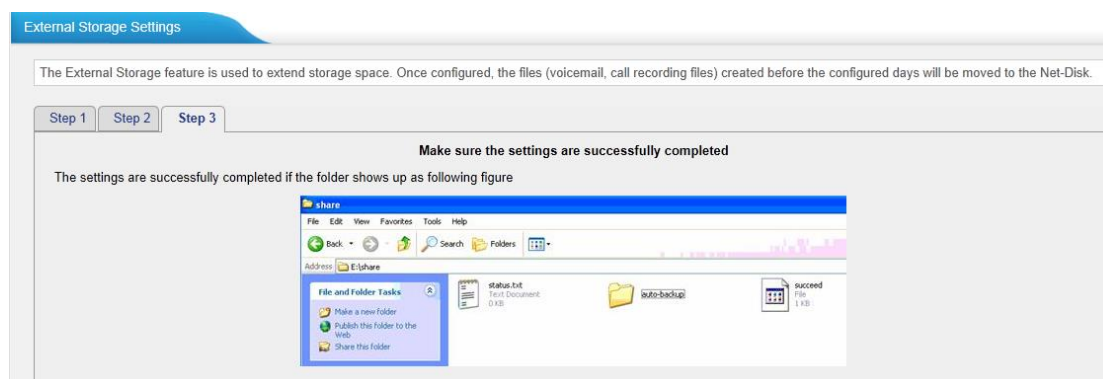 External Storage Settings
The External Storage feature is used to extend storage space. Once configured, the files (voicemail, call recording files) created before the configured days will be moved to the Net-Disk.
Step 1 Step 2 Step 3
Make sure the settings are successfully completed
The settings are successfully completed if the folder shows up as following figure
share
File Edit View Favorites Tools Help
Back Search Folders
Address E:\share
File and Folder Tasks
Make a new folder
Publish this folder to the
Web
Share this folder
status.txt
Text Document
0 KB
auto-backup
succeed
File
1 KB